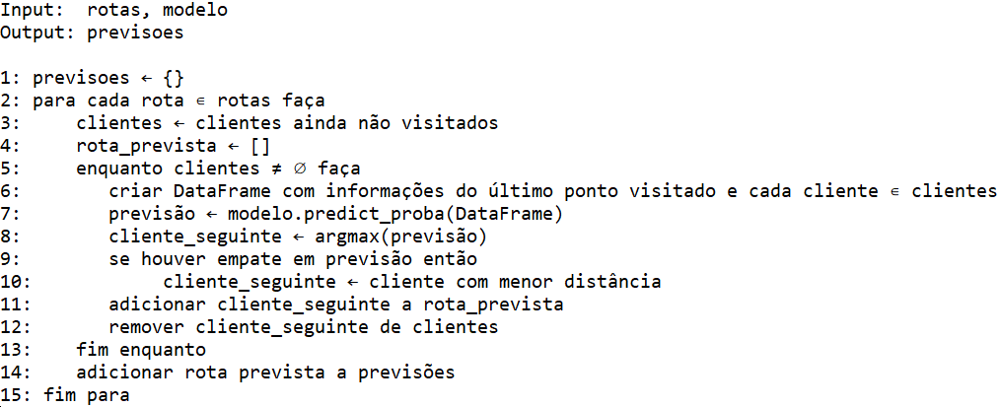 Input:  rotas, modelo
Output: previsoes

1: previsoes ← {}
2: para cada rota ∈ rotas faça
3:     clientes ← clientes ainda não visitados
4:     rota_prevista ← []
5:     enquanto clientes ≠ ∅ faça
6:        criar DataFrame com informações do último ponto visitado e cada cliente ∈ clientes
7:        previsão ← modelo.predict_proba(DataFrame)
8:        cliente_seguinte ← argmax(previsão)
9:        se houver empate em previsão então
10:            cliente_seguinte ← cliente com menor distância
11:       adicionar cliente_seguinte a rota_prevista
12:       remover cliente_seguinte de clientes
13:    fim enquanto
14:    adicionar rota prevista a previsões
15: fim para